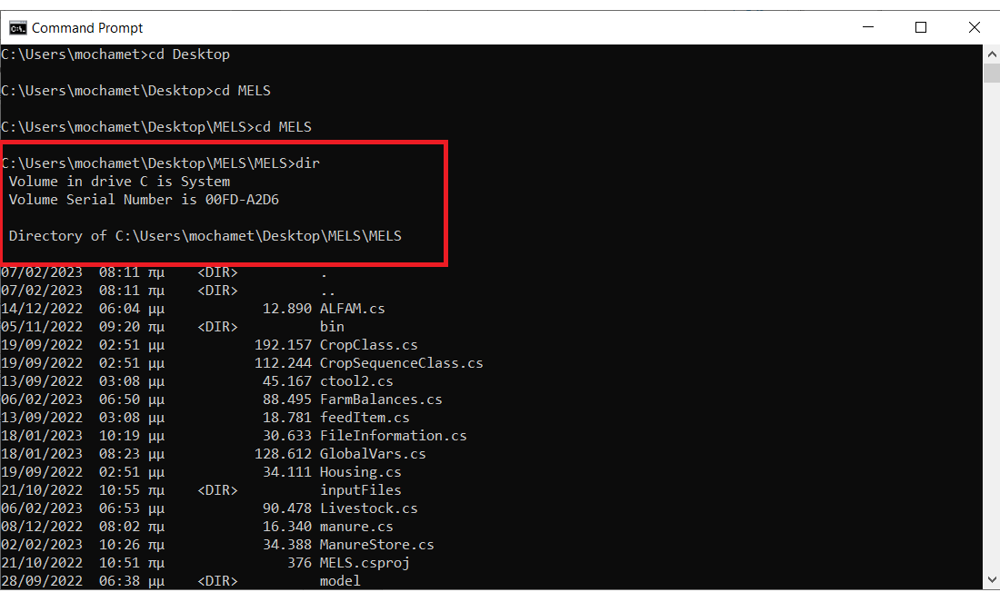 Command Prompt
C:\Users\mochamet>cd Desktop
C:\Users\mochamet\Desktop>cd MELS
C:\Users\mochamet\Desktop\MELS>cd MELS
C:\Users\mochamet\Desktop\MELS\MELS>dir
Volume in drive C is System
Volume Serial Number is 00FD-A2D6
Directory of C:\Users\mochamet\Desktop\MELS\MELS
07/02/2023  08:11 πμ    <DIR>          .
07/02/2023  08:11 πμ    <DIR>          ..
14/12/2022  06:04 μμ            12.890 ALFAM.cs
05/11/2022  09:20 πμ    <DIR>          bin
19/09/2022  02:51 μμ           192.157 CropClass.cs
19/09/2022  02:51 μμ           112.244 CropSequenceClass.cs
13/09/2022  03:08 μμ            45.167 ctool2.cs
06/02/2023  06:50 μμ            88.495 FarmBalances.cs
13/09/2022  03:08 μμ            18.781 feedItem.cs
18/01/2023  10:19 μμ            30.633 FileInformation.cs
18/01/2023  08:23 μμ           128.612 GlobalVars.cs
19/09/2022  02:51 μμ            34.111 Housing.cs
21/10/2022  10:55 πμ    <DIR>          inputFiles
06/02/2023  06:53 μμ            90.478 Livestock.cs
08/12/2022  08:02 πμ            16.340 manure.cs
02/02/2023  10:26 πμ            34.388 ManureStore.cs
21/10/2022  10:51 πμ               376 MELS.csproj
28/09/2022  06:38 μμ    <DIR>          model